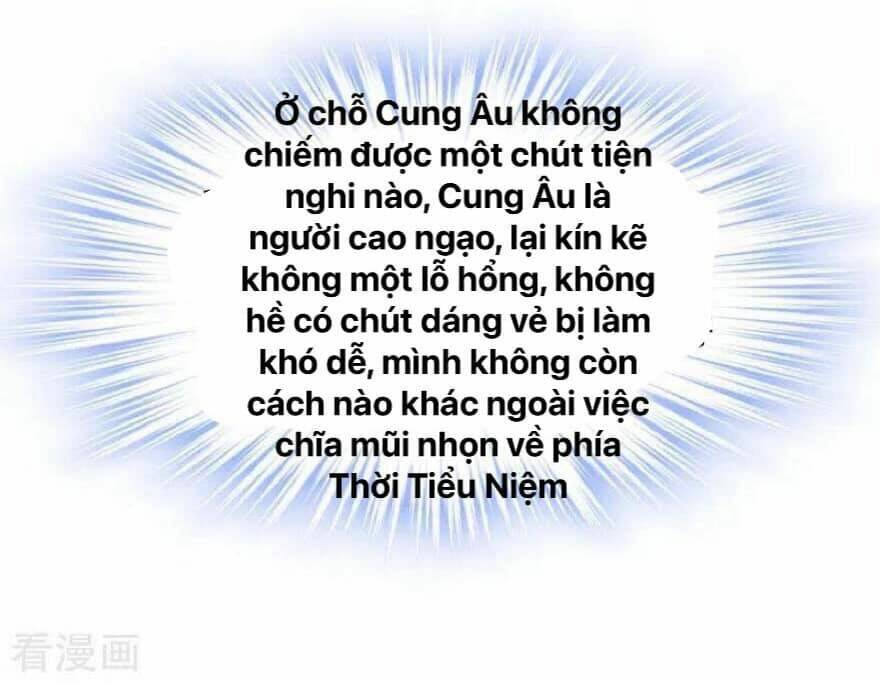 Ở chỗ Cung Âu không
chiếm được một chút tiện
nghi nào, Cung Âu là
người cao ngạo, lại kín kẽ
không một lỗ hổng, không
hề có chút dáng vẻ bị làm
khó dễ, mình không còn
cách nào khác ngoài việc
chĩa mũi nhọn về phía
Thời Tiểu Niệm
看漫画